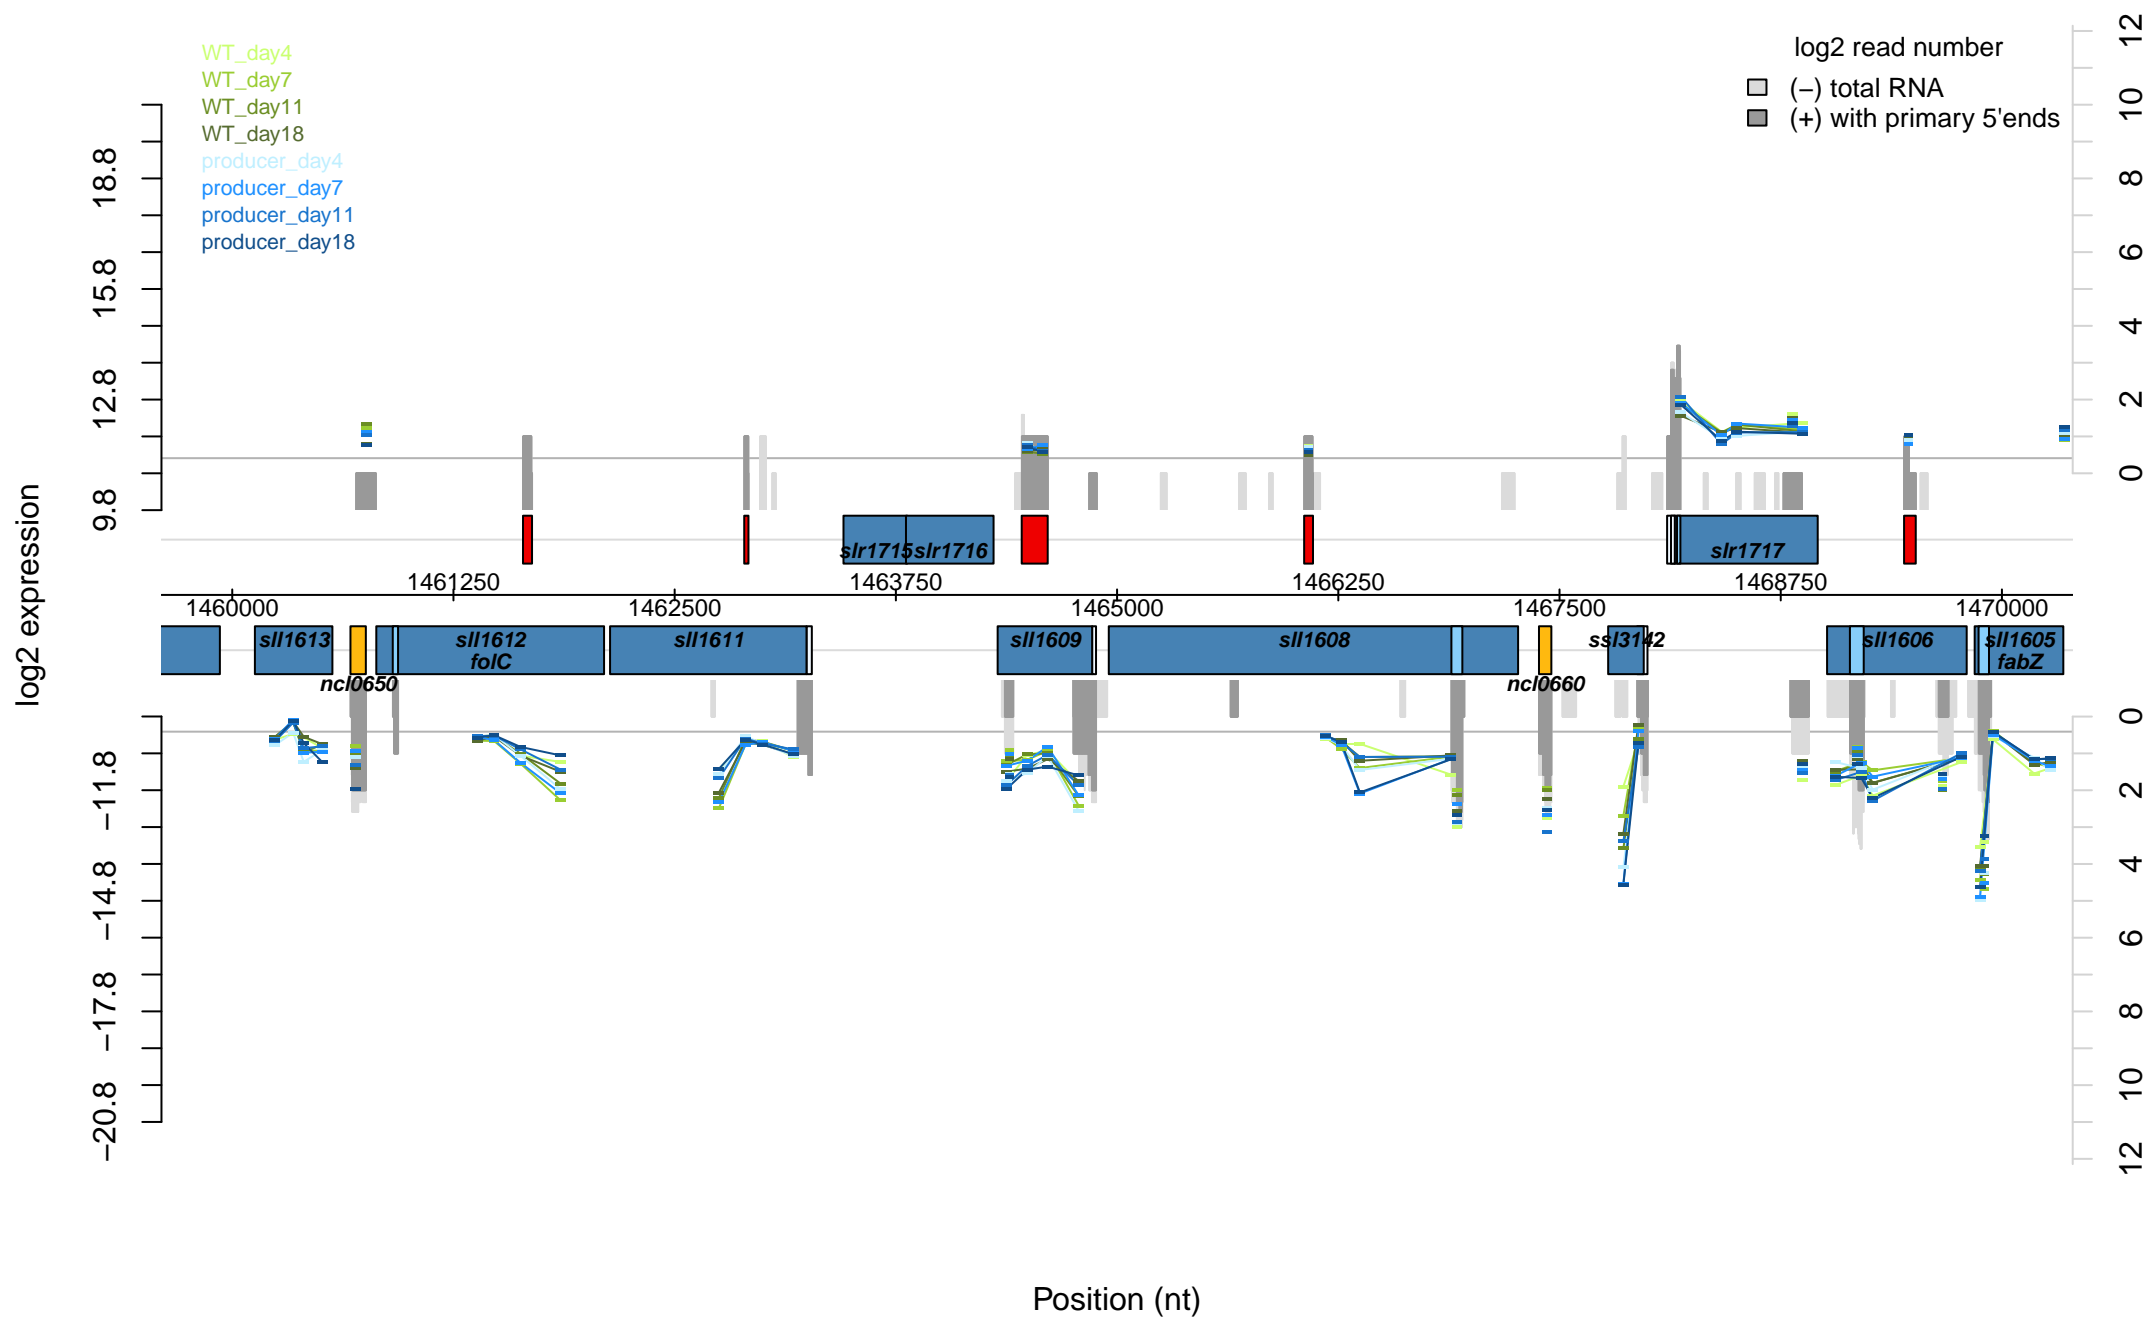 WT_day4
WT_day7
WT_day11
WT_day18
producer_day4
producer_day7
producer_day11
producer_day18
log2 read number
(−) total RNA
(+) with primary 5'ends
log2 expression
18.8
15.8
12.8
9.8
12
10
8
6
4
2
0
slr1715 slr1716 slr1717
1461250 1463750 1466250 1468750
1460000 1462500 1465000 1467500 1470000
sll1613 sll1612 sll1611 sll1609 sll1608 ssl3142 sll1606 sll1605
folC fabZ
ncl0650 ncl0660
−11.8
−14.8
−17.8
−20.8
0
2
4
6
8
10
12
Position (nt)